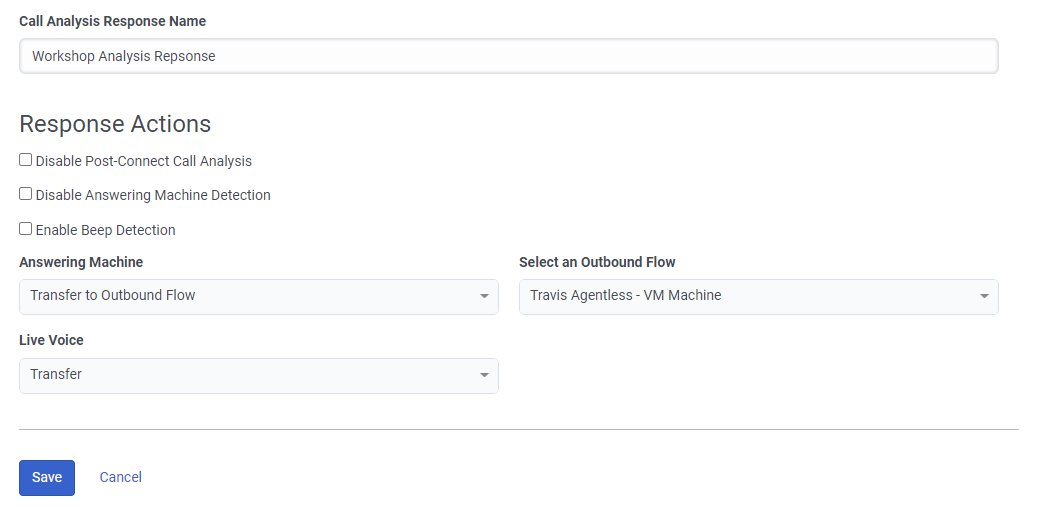 Call Analysis Response Name
Workshop Analysis Repsonse
Response Actions
Disable Post-Connect Call Analysis
Disable Answering Machine Detection
Enable Beep Detection
Answering Machine
Select an Outbound Flow
Transfer to Outbound Flow
Travis Agentless - VM Machine
Live Voice
Transfer
Save
Cancel